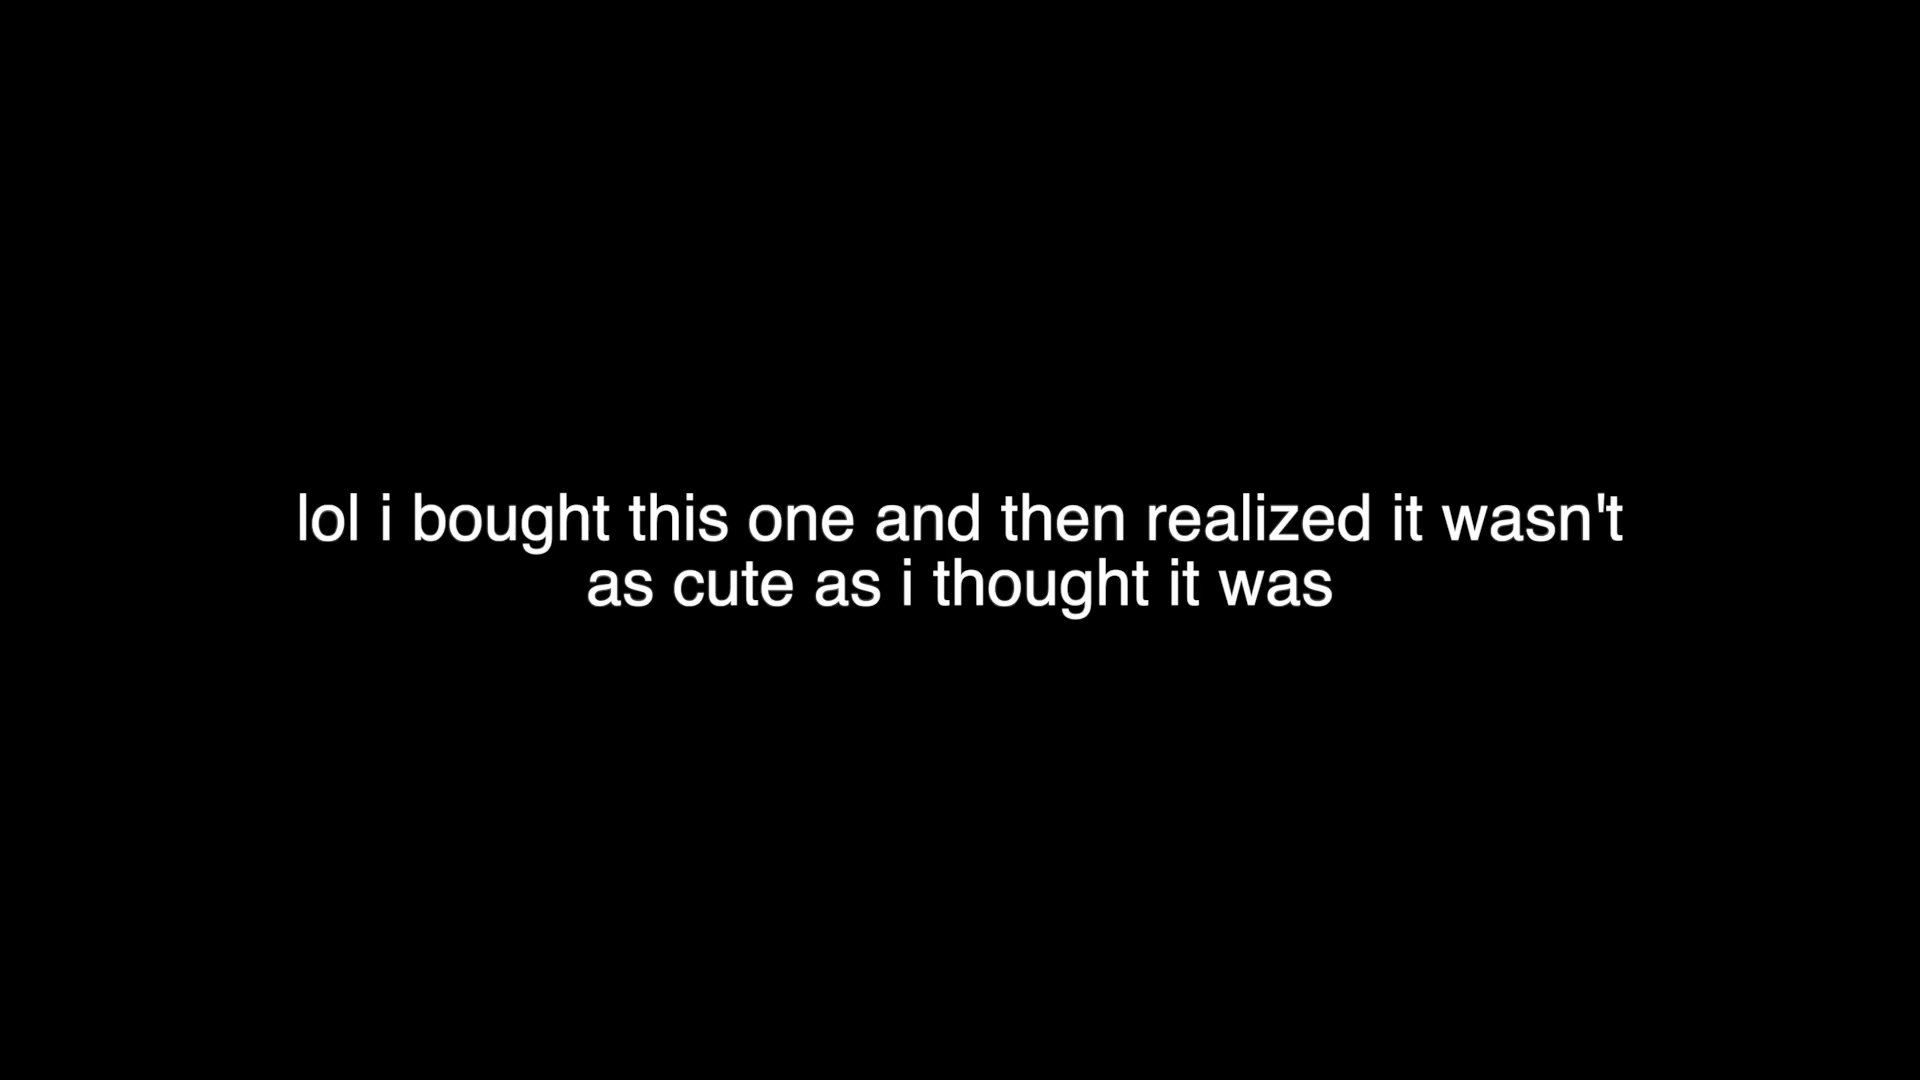 lol i bought this one and then realized it wasn't
as cute as i thought it was